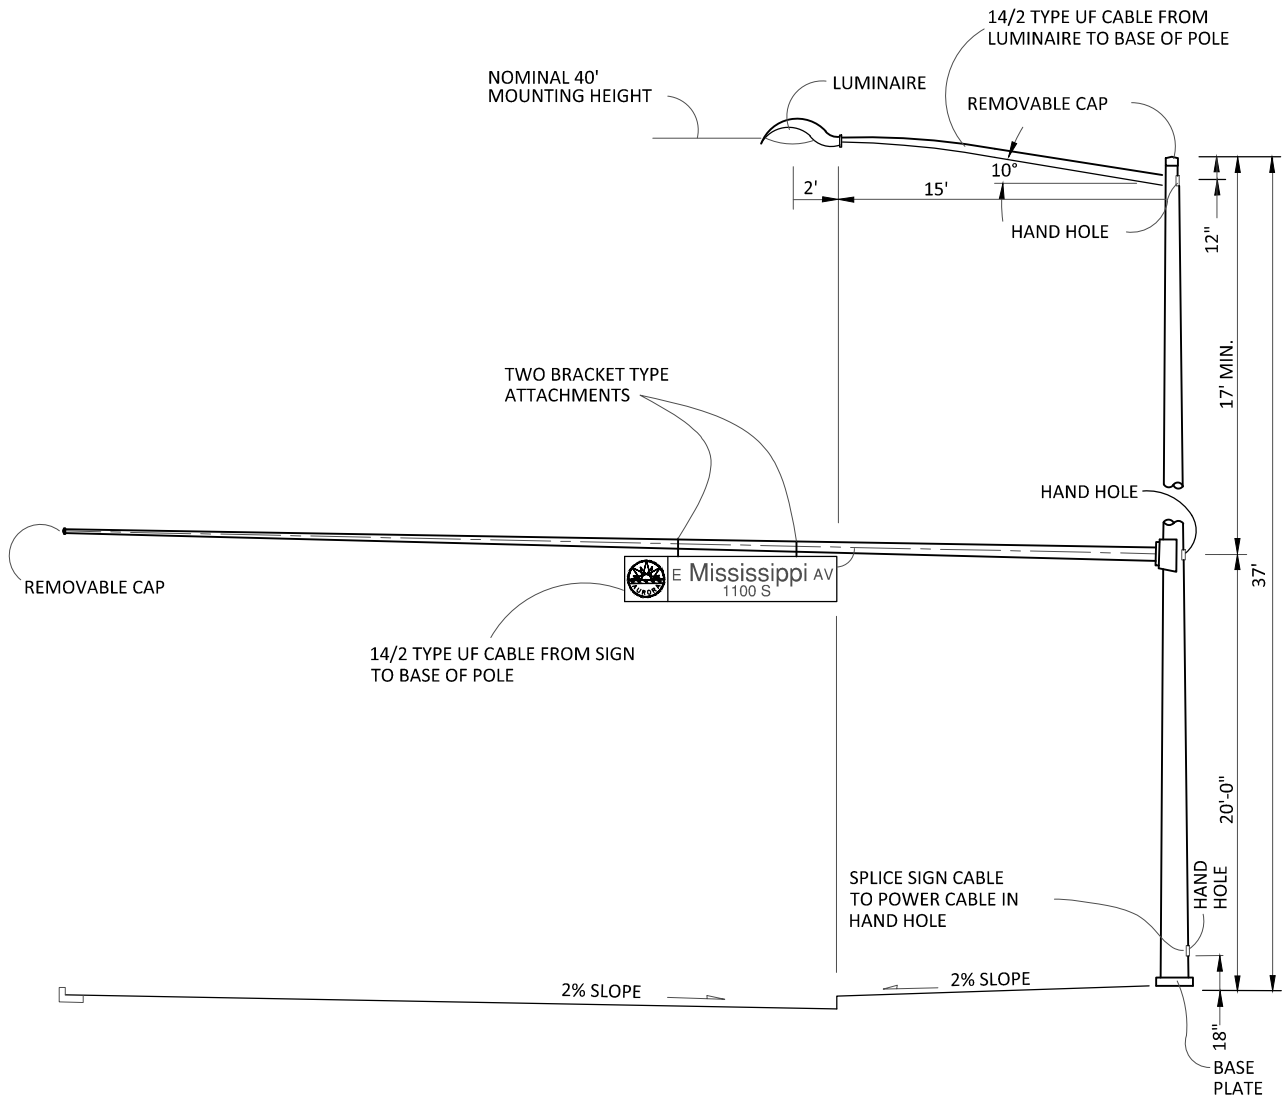 14/2 TYPE UF CABLE FROM
LUMINAIRE TO BASE OF POLE
NOMINAL 40'
MOUNTING HEIGHT
LUMINAIRE
REMOVABLE CAP
10°
2'
15'
HAND HOLE
12"
17' MIN.
TWO BRACKET TYPE
ATTACHMENTS
HAND HOLE
37'
REMOVABLE CAP
AURORA
E Mississippi AV
1100 S
14/2 TYPE UF CABLE FROM SIGN
TO BASE OF POLE
20'-0"
SPLICE SIGN CABLE
TO POWER CABLE IN
HAND HOLE
HAND
HOLE
2% SLOPE
2% SLOPE
18"
BASE
PLATE